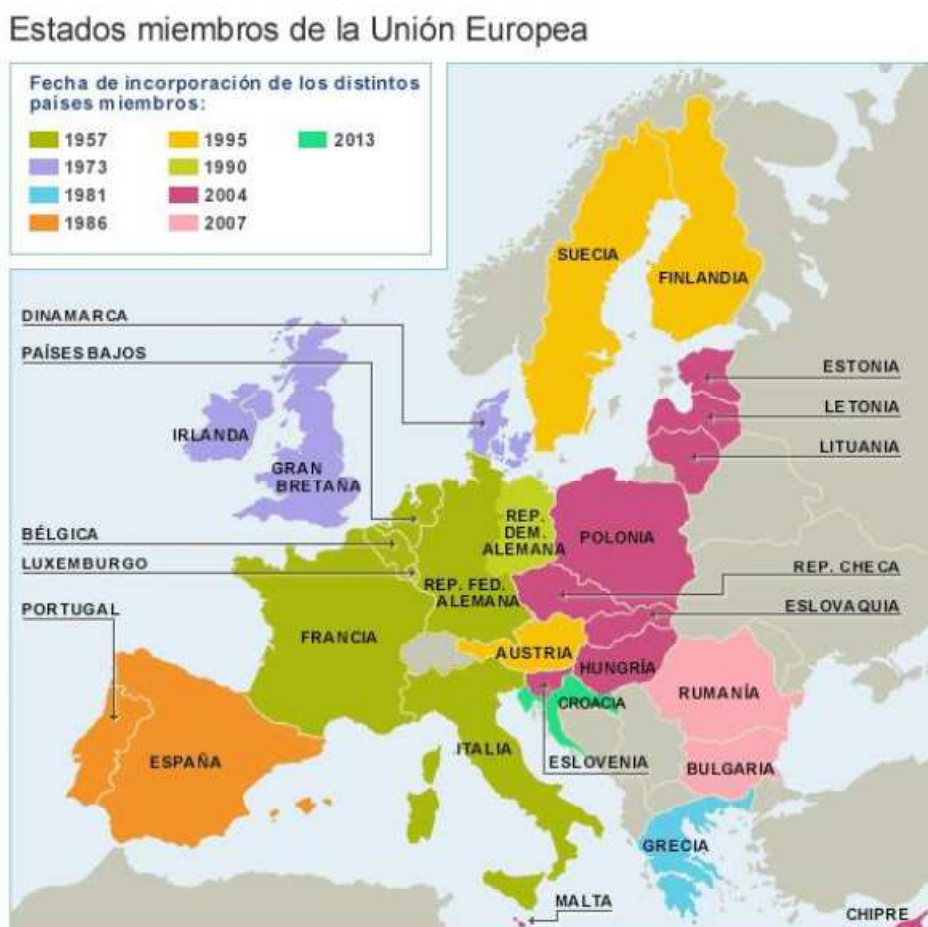 Estados miembros de la Unión Europea
Fecha de incorporación de los distintos
países miembros:
1957
1995
2013
1973
1990
1981
2004
1986
2007
SUECIA
FINLANDIA
DINAMARCA
PAÍSES BAJOS
ESTONIA
LETONIA
LITUANIA
IRLANDA
GRAN
BRETAÑA
BÉLGICA
LUXEMBURGO
PORTUGAL
REP.
DEM.
ALEMANA
POLONIA
REP. CHECA
ESLOVAQUIA
REP. FED.
ALEMANA
FRANCIA
AUSTRIA
HUNGRÍA
RUMANÍA
CROACIA
ITALIA
ESPAÑA
ESLOVENIA
BULGARIA
GRECIA
MALTA
CHIPRE